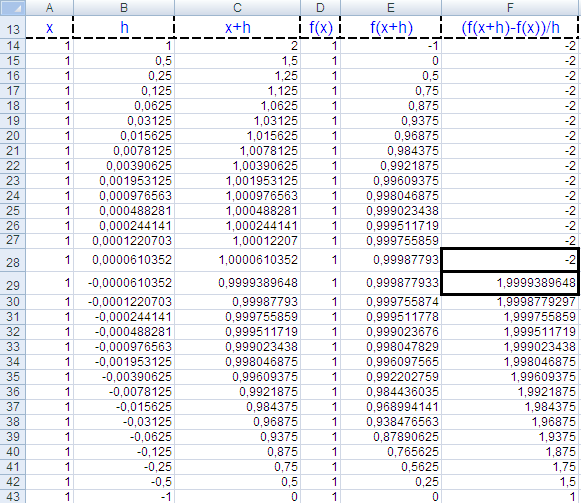 A B C D E F
13 x h x+h f(x) f(x+h) (f(x+h)-f(x))/h
14 1 1 2 1 -1 -2
15 1 0,5 1,5 1 0 -2
16 1 0,25 1,25 1 0,5 -2
17 1 0,125 1,125 1 0,75 -2
18 1 0,0625 1,0625 1 0,875 -2
19 1 0,03125 1,03125 1 0,9375 -2
20 1 0,015625 1,015625 1 0,96875 -2
21 1 0,0078125 1,0078125 1 0,984375 -2
22 1 0,00390625 1,00390625 1 0,9921875 -2
23 1 0,001953125 1,001953125 1 0,99609375 -2
24 1 0,000976563 1,000976563 1 0,998046875 -2
25 1 0,000488281 1,000488281 1 0,999023438 -2
26 1 0,000244141 1,000244141 1 0,999511719 -2
27 1 0,0001220703 1,00012207 1 0,999755859 -2
28 1 0,0000610352 1,0000610352 1 0,99987793 -2
29 1 -0,0000610352 0,9999389648 1 0,999877933 1,9999389648
30 1 -0,0001220703 0,99987793 1 0,999755874 1,9998779297
31 1 -0,000244141 0,999755859 1 0,999511778 1,999755859
32 1 -0,000488281 0,999511719 1 0,999023676 1,999511719
33 1 -0,000976563 0,999023438 1 0,998047829 1,999023438
34 1 -0,001953125 0,998046875 1 0,996097565 1,998046875
35 1 -0,00390625 0,99609375 1 0,992202759 1,99609375
36 1 -0,0078125 0,9921875 1 0,984436035 1,9921875
37 1 -0,015625 0,984375 1 0,968994141 1,984375
38 1 -0,03125 0,96875 1 0,938476563 1,96875
39 1 -0,0625 0,9375 1 0,87890625 1,9375
40 1 -0,125 0,875 1 0,765625 1,875
41 1 -0,25 0,75 1 0,5625 1,75
42 1 -0,5 0,5 1 0,25 1,5
43 1 -1 0 1 0 1